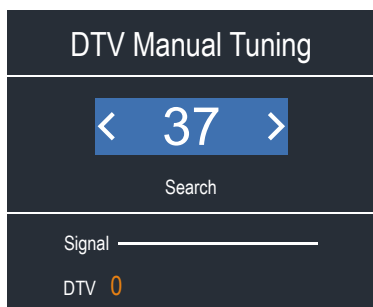 DTV Manual Tuning
< 37 >
Search
Signal
DTV 0